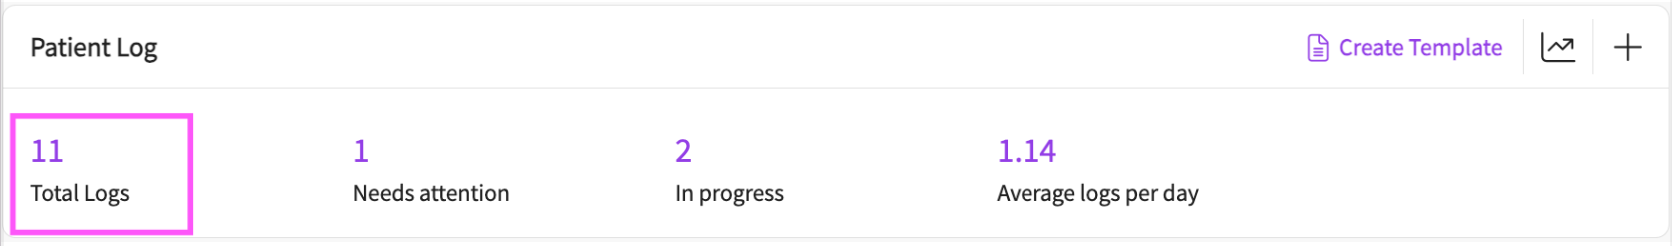 Patient Log
Create Template
11
Total Logs
1
Needs attention
2
In progress
1.14
Average logs per day